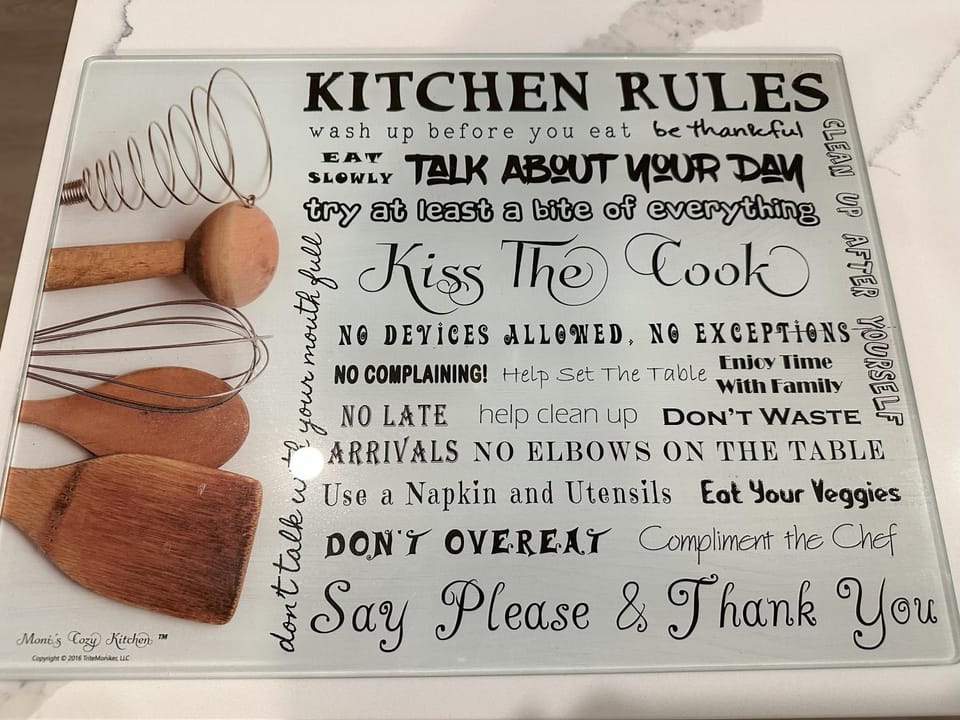 KITCHEN RULES
wash up before you eat be thankful
EAT SLOWLY TALK ABOUT YOUR DAY
try at least a bite of everything
Kiss The Cook
NO DEVICES ALLOWED, NO EXCEPTIONS
NO COMPLAINING! Help Set The Table Enjoy Time With Family
NO LATE ARRIVALS help clean up DON'T WASTE
NO ELBOWS ON THE TABLE
Use a Napkin and Utensils Eat Your Veggies
DON'T OVEREAT Compliment the Chef
Say Please & Thank You
don't talk with your mouth full
CLEAN UP AFTER YOURSELF
Mom's Cozy Kitchen ™
Copyright © 2016 TriteMoniker, LLC